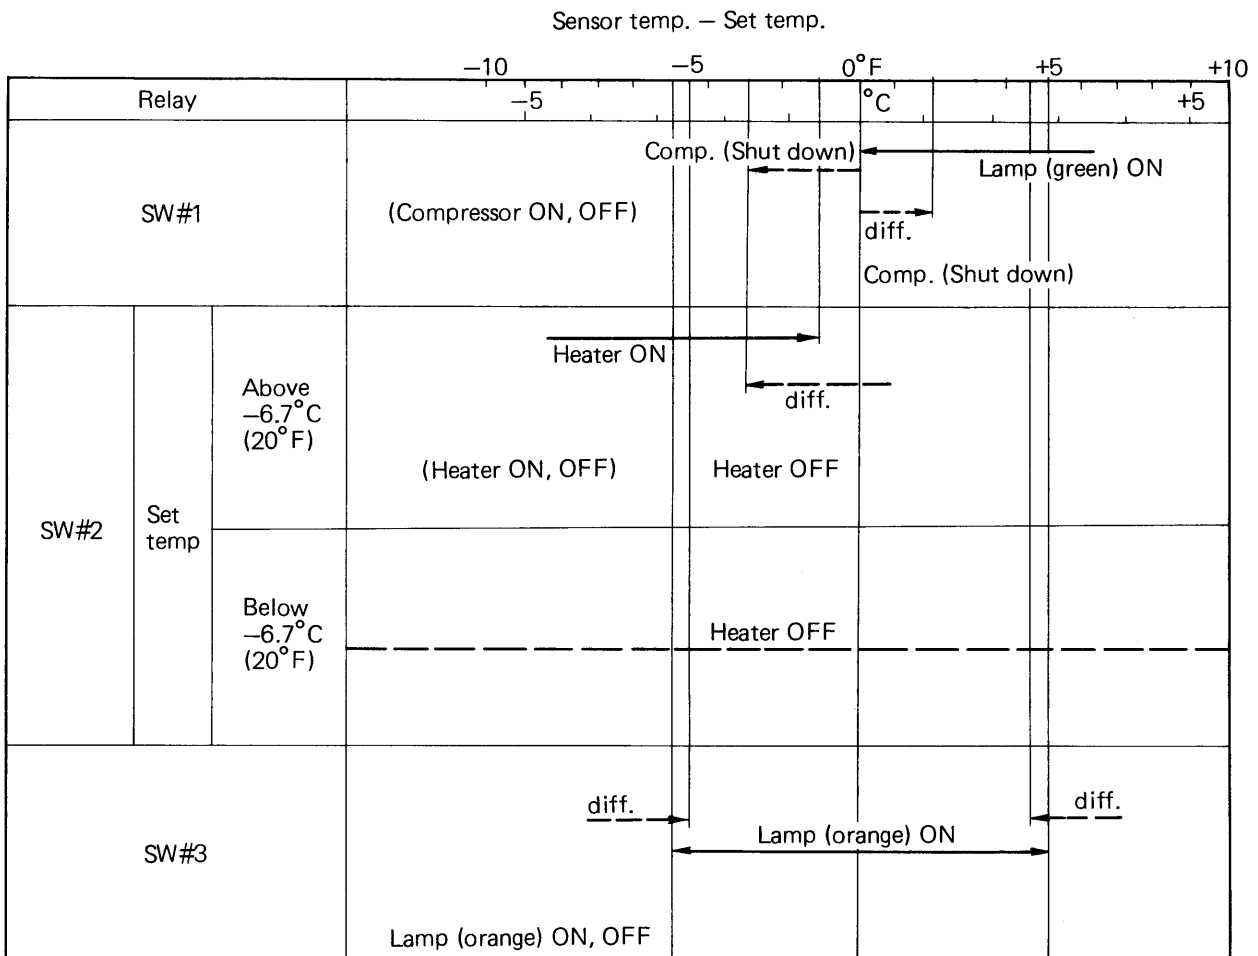 Sensor temp. — Set temp.
−10 −5 0°F +5 +10
Relay −5 °C +5
Comp. (Shut down)
Lamp (green) ON
SW#1 (Compressor ON, OFF)
diff.
Comp. (Shut down)
Heater ON
Above
−6.7°C
(20°F)
diff.
(Heater ON, OFF) Heater OFF
SW#2
Set
temp
Below
−6.7°C
(20°F)
Heater OFF
diff. diff.
Lamp (orange) ON
SW#3
Lamp (orange) ON, OFF